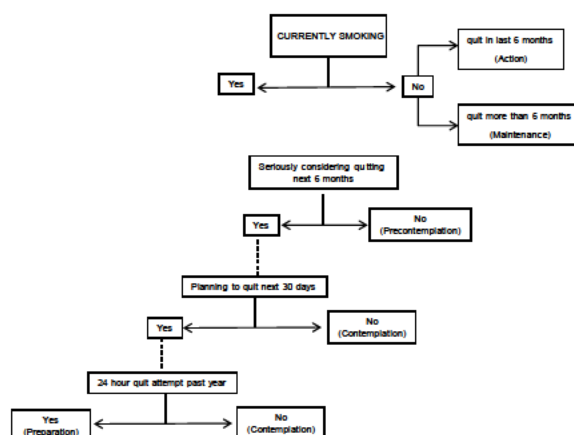 CURRENTLY SMOKING
quit in last 6 months
(Action)
Yes
No
quit more than 6 months
(Maintenance)
Seriously considering quitting
next 6 months
Yes
No
(Precontemplation)
Planning to quit next 30 days
Yes
No
(Contemplation)
24 hour quit attempt past year
Yes
(Preparation)
No
(Contemplation)